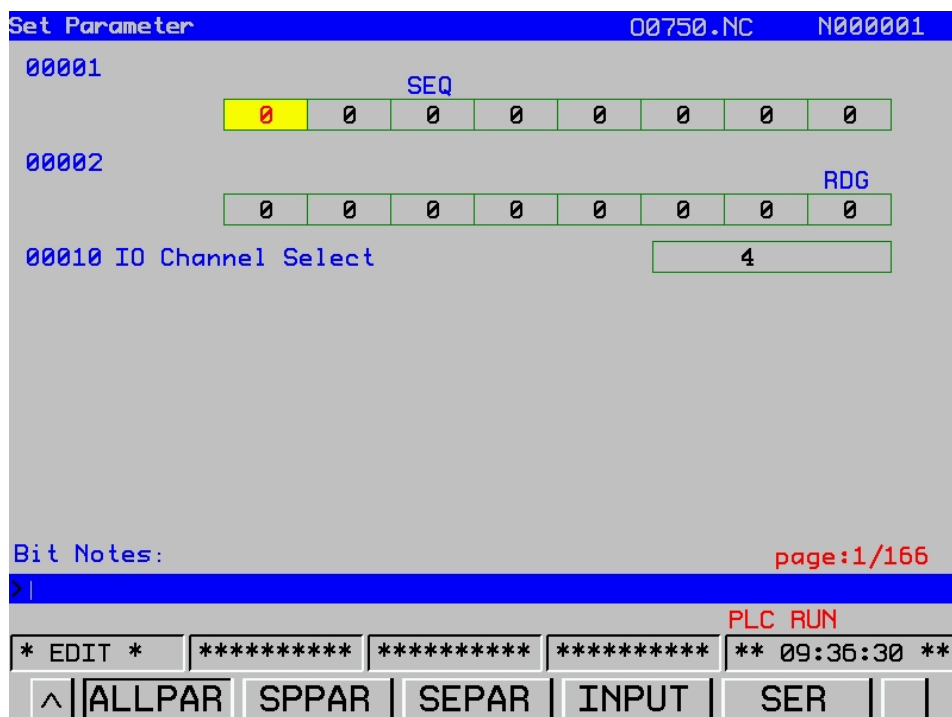 Set Parameter O0750.NC N000001
00001
SEQ
0 0 0 0 0 0 0 0
00002
RDG
0 0 0 0 0 0 0 0
00010 IO Channel Select 4
Bit Notes: page:1/166
>
PLC RUN
* EDIT * ********** ********** ********** ** 09:36:30 **
^ ALLPAR SPPAR SEPAR INPUT SER